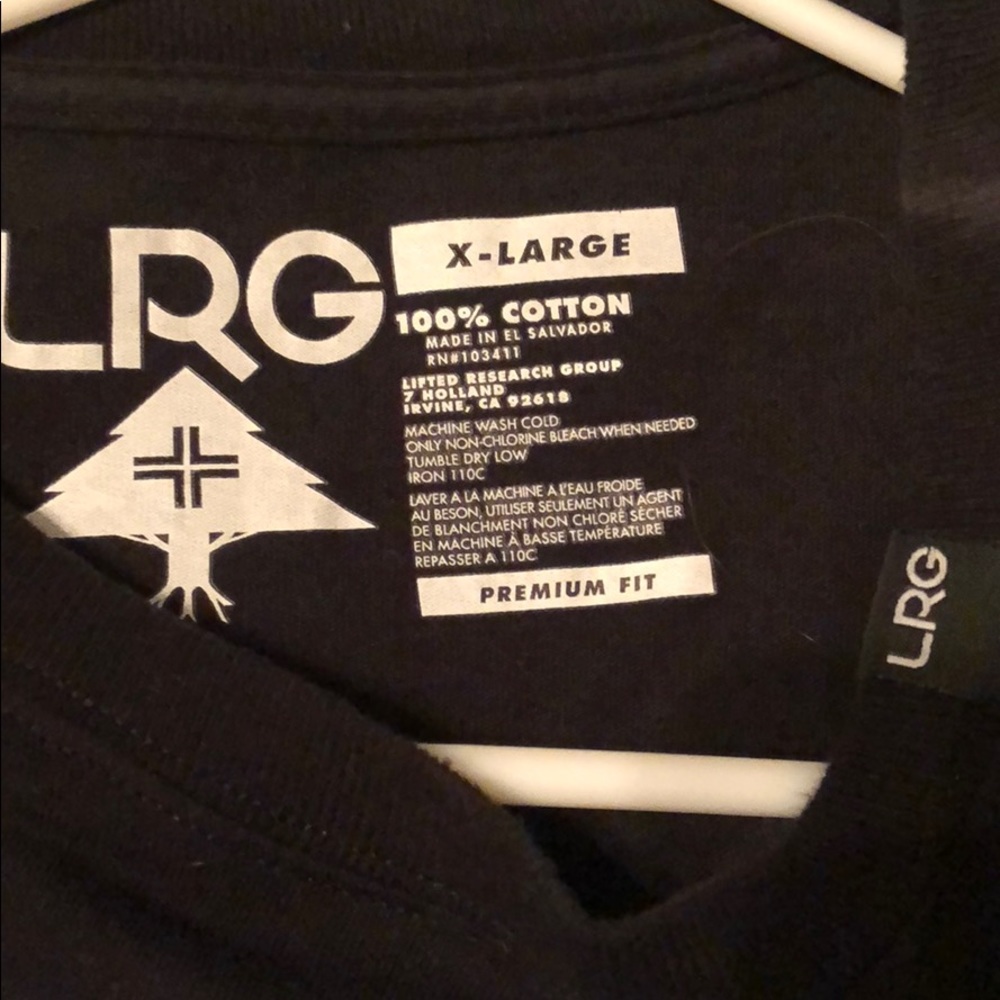 LRG
X-LARGE
100% COTTON
MADE IN EL SALVADOR
RN#103411
LIFTED RESEARCH GROUP
7 HOLLAND
IRVINE, CA 92618
MACHINE WASH COLD
ONLY NON-CHLORINE BLEACH WHEN NEEDED
TUMBLE DRY LOW
IRON 110C
LAVER A LA MACHINE A L'EAU FROIDE
AU BESON, UTILISER SEULEMENT UN AGENT
DE BLANCHMENT NON CHLORÉ SÉCHER
EN MACHINE À BASSE TEMPÉRATURE
REPASSER A 110C
PREMIUM FIT
LRG